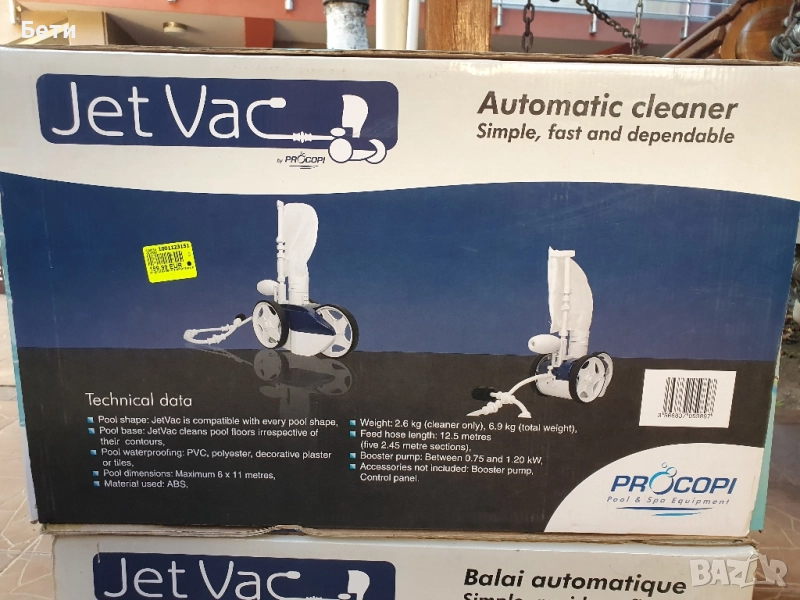 Бети
Jet Vac
by PROCOPI
Automatic cleaner
Simple, fast and dependable
Technical data
Pool shape: JetVac is compatible with every pool shape,
Pool base: JetVac cleans pool floors irrespective of
their contours,
Pool waterproofing: PVC, polyester, decorative plaster
or tiles,
Pool dimensions: Maximum 6 x 11 metres,
Material used: ABS.
Weight: 2.6 kg (cleaner only), 6.9 kg (total weight),
Feed hose length: 12.5 metres
(five 2.45 metre sections),
Booster pump: Between 0.75 and 1.20 kW,
Accessories not included: Booster pump,
Control panel.
PROCOPI
Pool & Spa Equipment
Jet Vac
Balai automatique
BAZAR